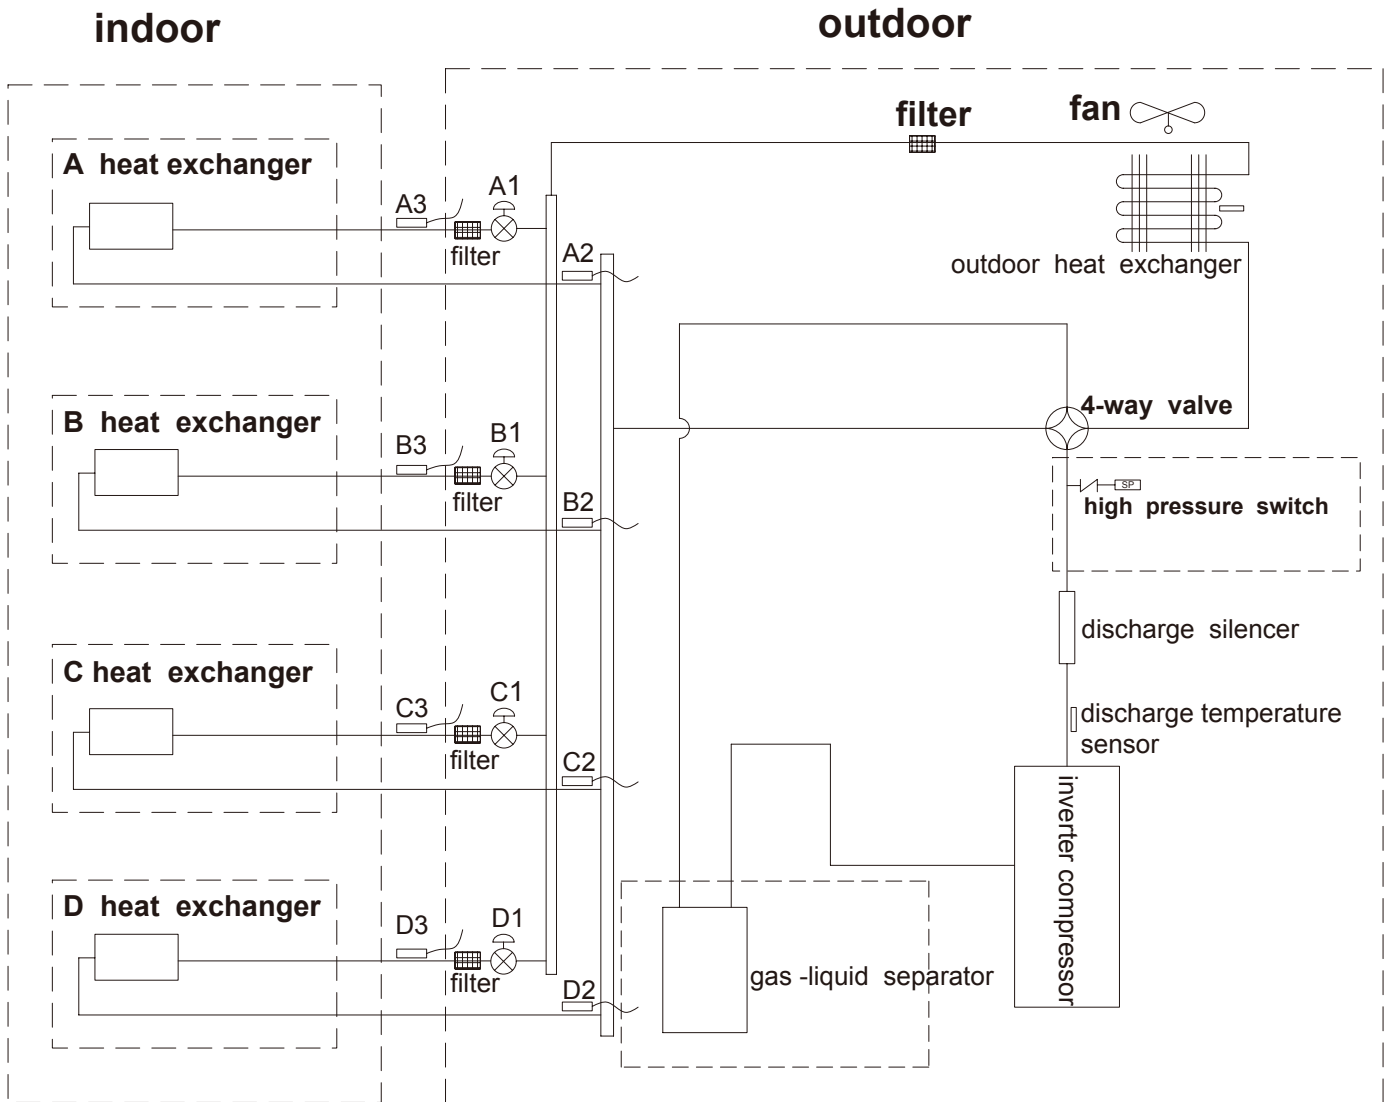 indoor
outdoor
filter
fan
A heat exchanger
A3
A1
filter
A2
outdoor heat exchanger
4-way valve
B heat exchanger
B3
B1
filter
B2
SP
high pressure switch
discharge silencer
C heat exchanger
C3
C1
filter
C2
discharge temperature
sensor
inverter compressor
D heat exchanger
D3
D1
filter
D2
gas -liquid separator